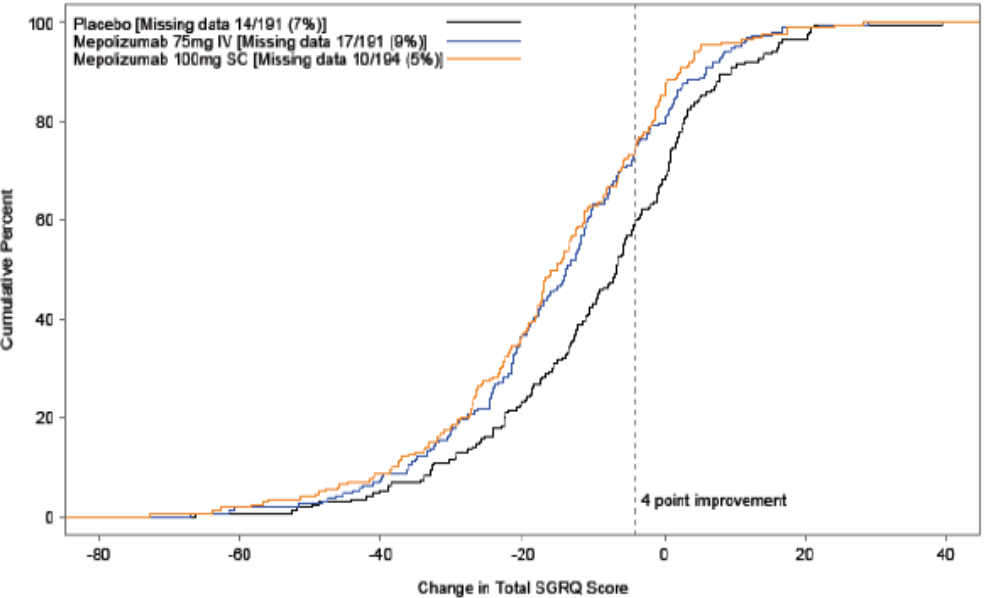 Placebo [Missing data 14/191 (7%)]
Mepolizumab 75mg IV [Missing data 17/191 (9%)]
Mepolizumab 100mg SC [Missing data 10/194 (5%)]
100
80
60
40
20
0
Cumulative Percent
4 point improvement
-80 -60 -40 -20 0 20 40
Change in Total SGRQ Score